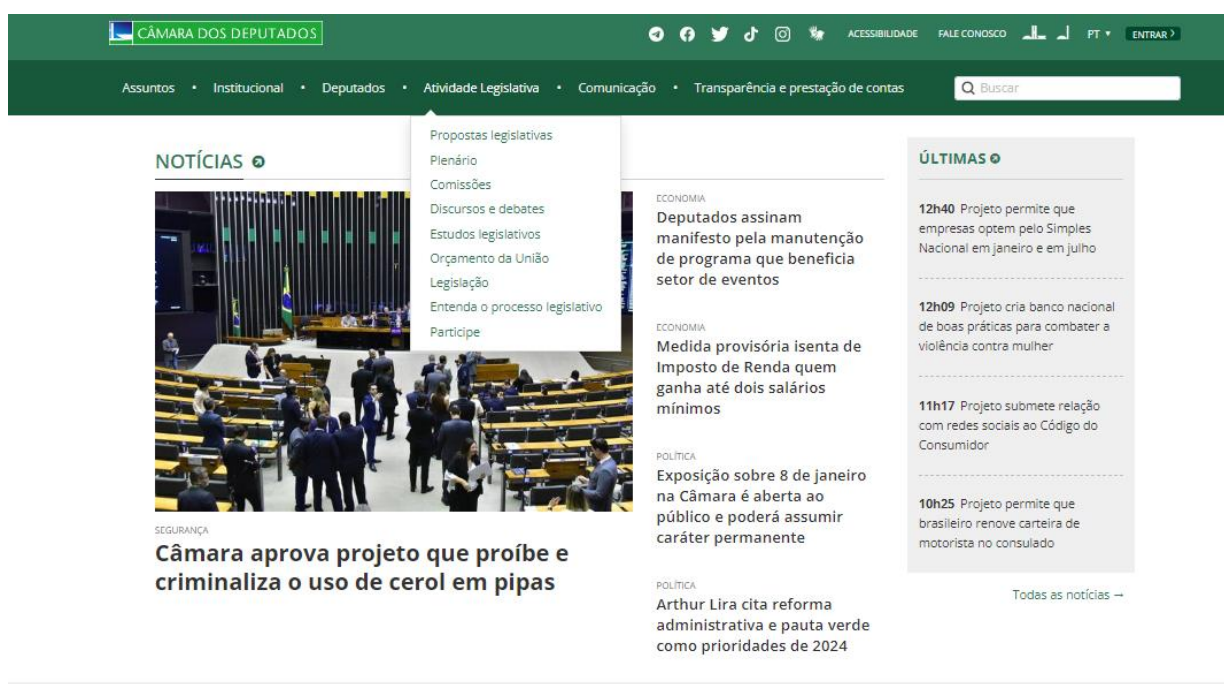 CÂMARA DOS DEPUTADOS
ACESSIBILIDADE FALE CONOSCO PT ENTRAR
Assuntos • Institucional • Deputados • Atividade Legislativa • Comunicação • Transparência e prestação de contas
Buscar
Propostas legislativas
Plenário
Comissões
Discursos e debates
Estudos legislativos
Orçamento da União
Legislação
Entenda o processo legislativo
Participe
NOTÍCIAS
SEGURANÇA
Câmara aprova projeto que proíbe e
criminaliza o uso de cerol em pipas
ECONOMIA
Deputados assinam
manifesto pela manutenção
de programa que beneficia
setor de eventos
ECONOMIA
Medida provisória isenta de
Imposto de Renda quem
ganha até dois salários
mínimos
POLÍTICA
Exposição sobre 8 de janeiro
na Câmara é aberta ao
público e poderá assumir
caráter permanente
POLÍTICA
Arthur Lira cita reforma
administrativa e pauta verde
como prioridades de 2024
ÚLTIMAS
12h40 Projeto permite que
empresas optem pelo Simples
Nacional em janeiro e em julho
12h09 Projeto cria banco nacional
de boas práticas para combater a
violência contra mulher
11h17 Projeto submete relação
com redes sociais ao Código do
Consumidor
10h25 Projeto permite que
brasileiro renove carteira de
motorista no consulado
Todas as notícias →